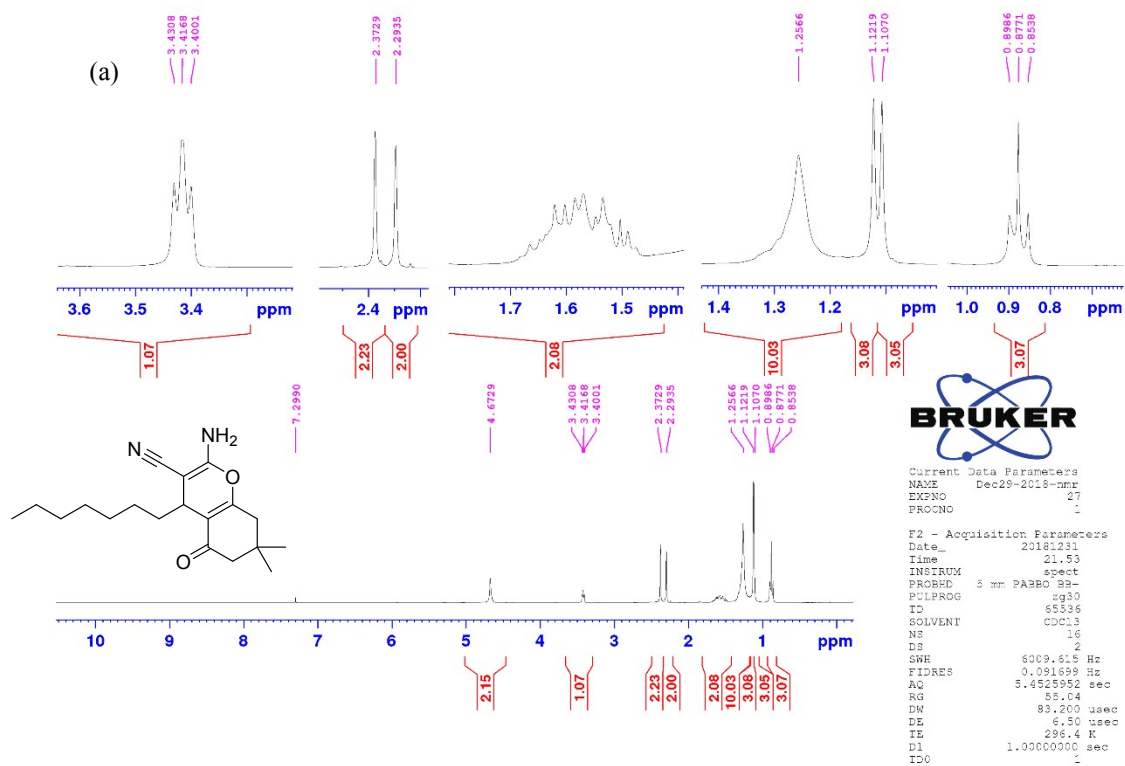 3.4308
3.4168
3.4001
2.3729
2.2935
1.2566
1.1219
1.1070
0.8986
0.8771
0.8538
(a)
3.6 3.5 3.4 ppm
2.4 ppm
1.7 1.6 1.5 ppm
1.4 1.3 1.2 ppm
1.0 0.9 0.8 ppm
1.07
2.23
2.00
2.08
10.03
3.08
3.05
3.07
7.2990
4.6729
3.4308
3.4168
3.4001
2.3729
2.2935
1.2566
1.1219
1.1070
0.8986
0.8771
0.8538
N
NH2
O
O
10 9 8 7 6 5 4 3 2 1 ppm
2.15
1.07
2.23
2.00
2.08
10.03
3.08
3.05
3.07
BRUKER
Current Data Parameters
NAME Dec29-2018-nmr
EXPNO 27
PROCNO 1
F2 - Acquisition Parameters
Date_ 20181231
Time 21.53
INSTRUM spect
PROBHD 5 mm PABBO BB-
PULPROG zg30
TD 65536
SOLVENT CDCl3
NS 16
DS 2
SWH 6009.615 Hz
FIDRES 0.091699 Hz
AQ 5.4525952 sec
RG 55.04
DW 83.200 usec
DE 6.50 usec
TE 296.4 K
D1 1.00000000 sec
TD0 1